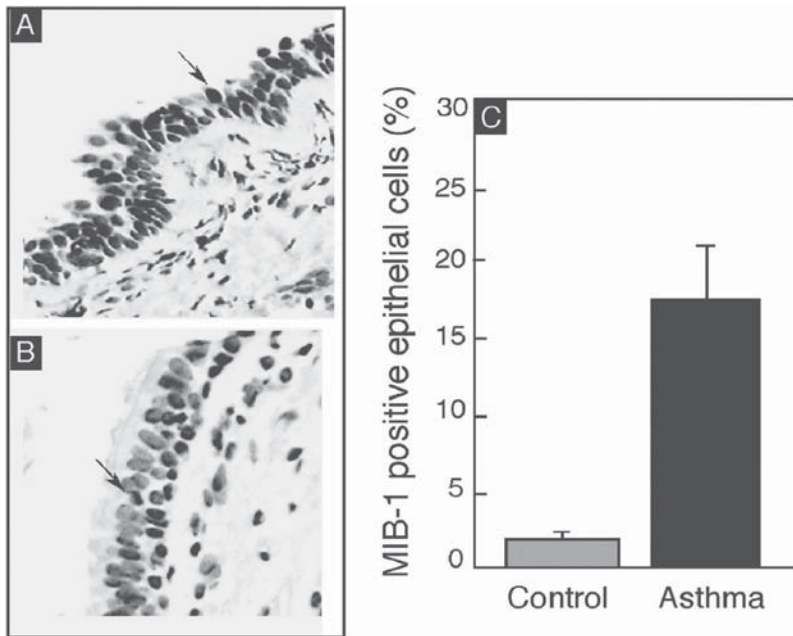 A
B
C
MIB-1 positive epithelial cells (%)
30
25
20
15
10
5
0
Control
Asthma